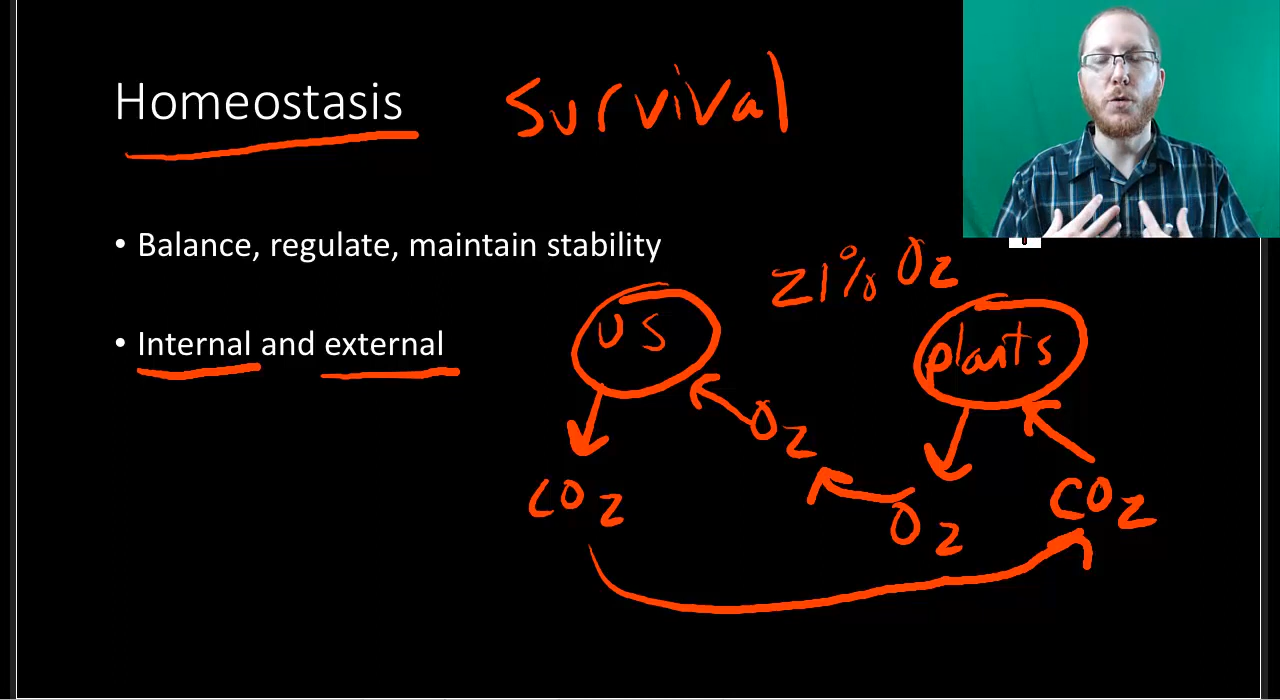 Homeostasis survival
• Balance, regulate, maintain stability
21% O2
• Internal and external
us
plants
O2
CO2
O2
CO2